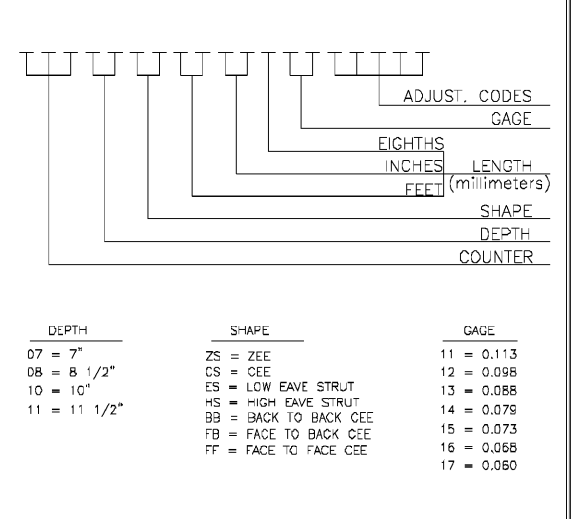 ADJUST. CODES
GAGE
EIGHTHS
INCHES LENGTH
FEET (millimeters)
SHAPE
DEPTH
COUNTER
DEPTH
07 = 7"
08 = 8 1/2"
10 = 10"
11 = 11 1/2"
SHAPE
ZS = ZEE
CS = CEE
ES = LOW EAVE STRUT
HS = HIGH EAVE STRUT
BB = BACK TO BACK CEE
FB = FACE TO BACK CEE
FF = FACE TO FACE CEE
GAGE
11 = 0.113
12 = 0.098
13 = 0.088
14 = 0.079
15 = 0.073
16 = 0.068
17 = 0.060